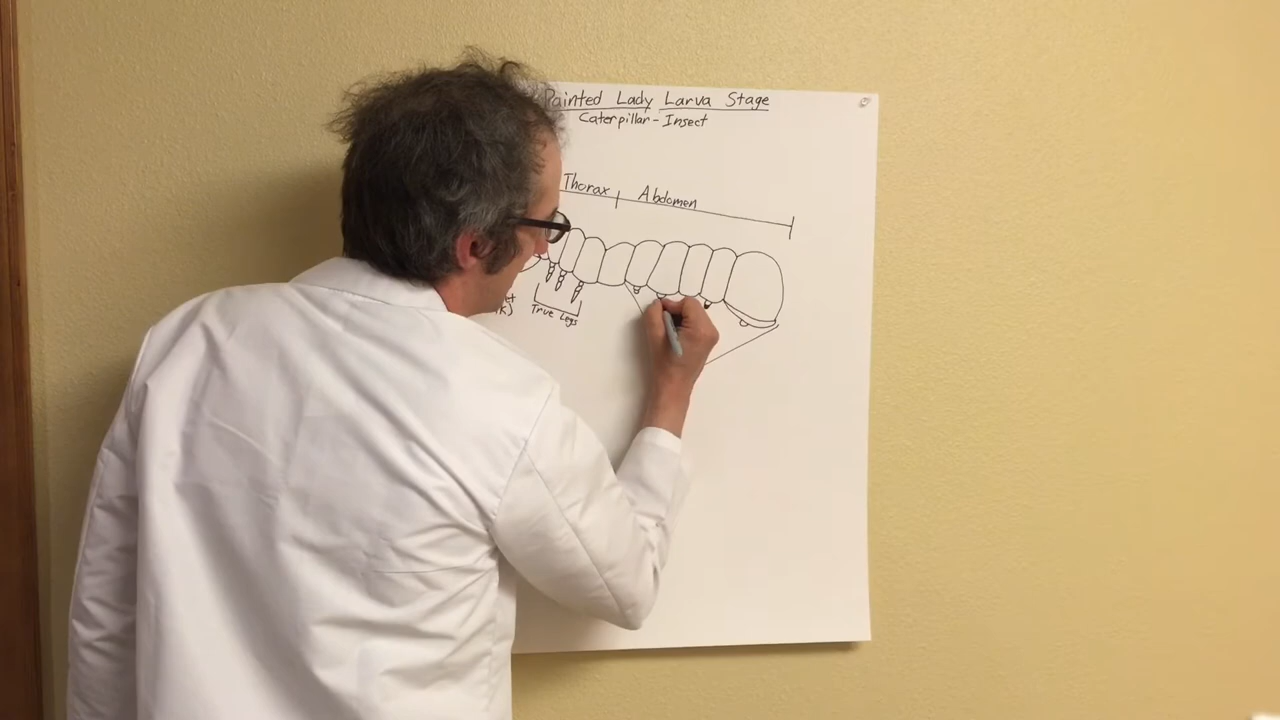 Painted Lady Larva Stage
Caterpillar-Insect
Thorax
Abdomen
True Legs